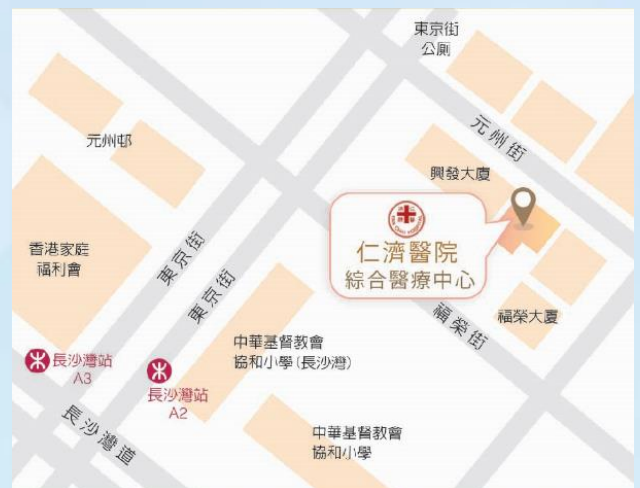 東京街
公厠
元州街
元州邨
興發大廈
仁濟醫院
綜合醫療中心
香港家庭
福利會
東京街
東京街
福榮街
福榮大廈
中華基督教會
協和小學(長沙灣)
長沙灣站
A3
長沙灣站
A2
長沙灣道
中華基督教會
協和小學